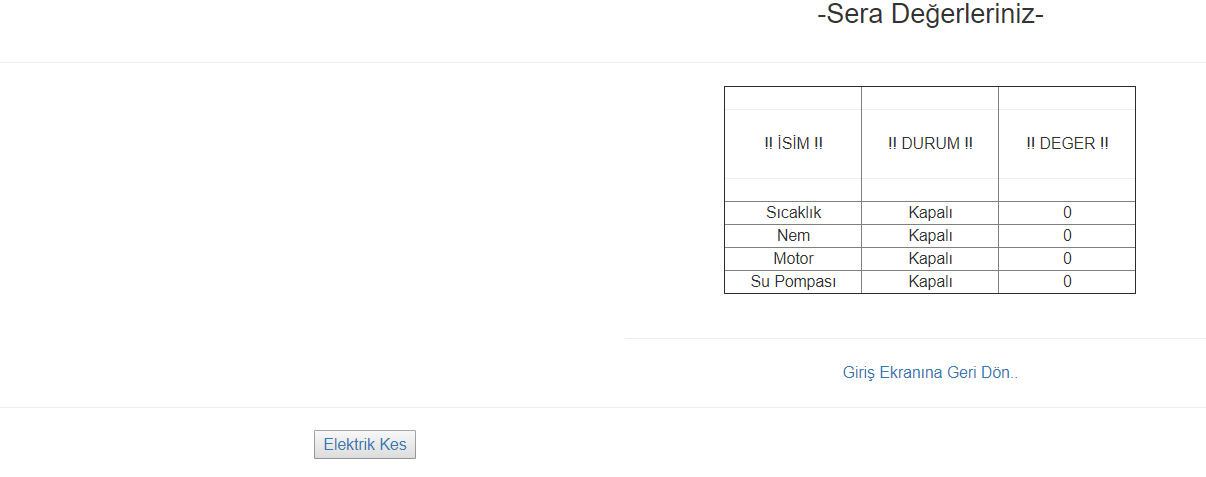 -Sera Değerleriniz-
!! İSİM !! !! DURUM !! !! DEGER !!
Sıcaklık Kapalı 0
Nem Kapalı 0
Motor Kapalı 0
Su Pompası Kapalı 0
Giriş Ekranına Geri Dön..
Elektrik Kes